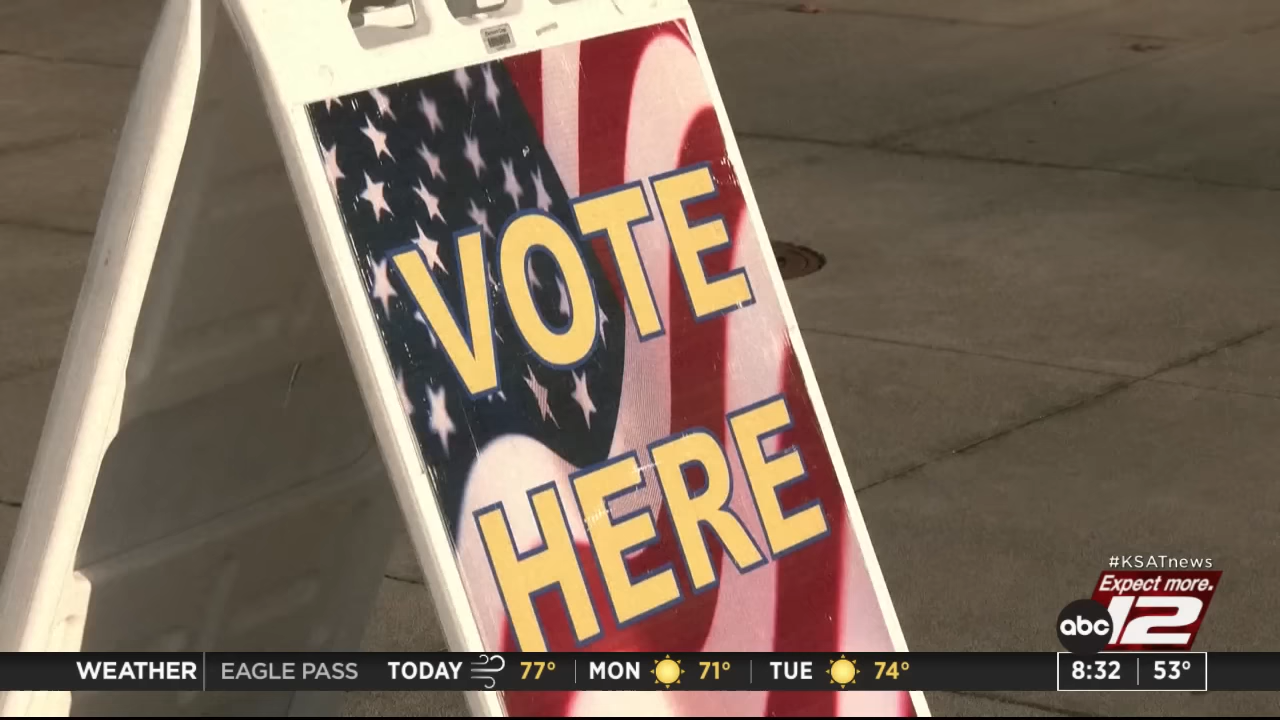 VOTE
HERE
#KSATnews
Expect more.
abc 12
WEATHER EAGLE PASS TODAY 77° MON 71° TUE 74° 8:32 53°